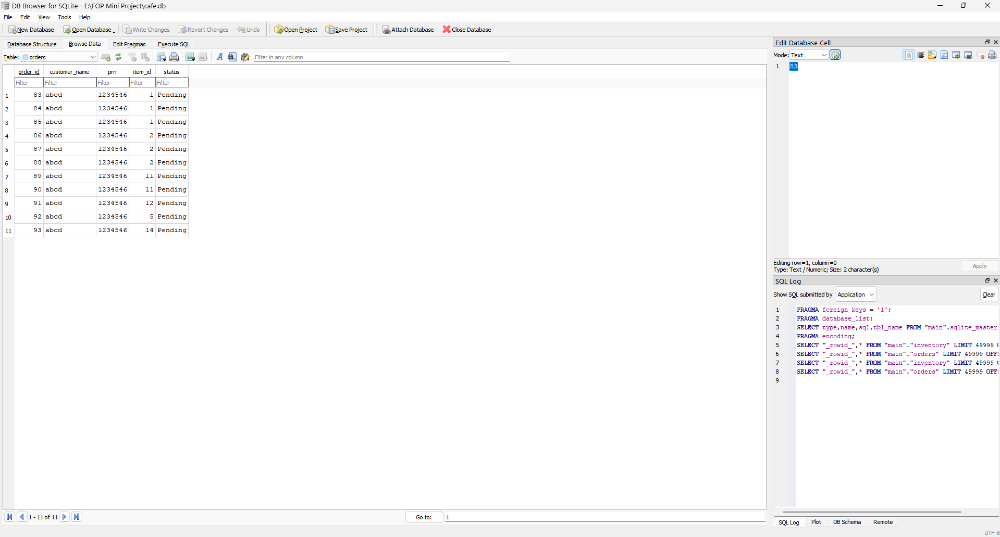 DB Browser for SQLite - E:\FOP Mini Project\cafe.db
File Edit View Tools Help
New Database Open Database Write Changes Revert Changes Undo Open Project Save Project Attach Database Close Database
Database Structure Browse Data Edit Pragmas Execute SQL
Table: orders Filter in any column
order_id customer_name prn item_id status
Filter Filter Filter Filter Filter
1 83 abcd 1234546 1 Pending
2 84 abcd 1234546 1 Pending
3 85 abcd 1234546 1 Pending
4 86 abcd 1234546 2 Pending
5 87 abcd 1234546 2 Pending
6 88 abcd 1234546 2 Pending
7 89 abcd 1234546 11 Pending
8 90 abcd 1234546 11 Pending
9 91 abcd 1234546 12 Pending
10 92 abcd 1234546 5 Pending
11 93 abcd 1234546 14 Pending
1 - 11 of 11 Go to: 1
Edit Database Cell
Mode: Text
1 83
Editing row=1, column=0
Type: Text / Numeric; Size: 2 character(s)
Apply
SQL Log
Show SQL submitted by Application Clear
1 PRAGMA foreign_keys = '1';
2 PRAGMA database_list;
3 SELECT type,name,sql,tbl_name FROM "main".sqlite_master
4 PRAGMA encoding;
5 SELECT "_rowid_",* FROM "main"."inventory" LIMIT 49999
6 SELECT "_rowid_",* FROM "main"."orders" LIMIT 49999 OFF
7 SELECT "_rowid_",* FROM "main"."inventory" LIMIT 49999
8 SELECT "_rowid_",* FROM "main"."orders" LIMIT 49999 OFF
9
SQL Log Plot DB Schema Remote
UTF-8